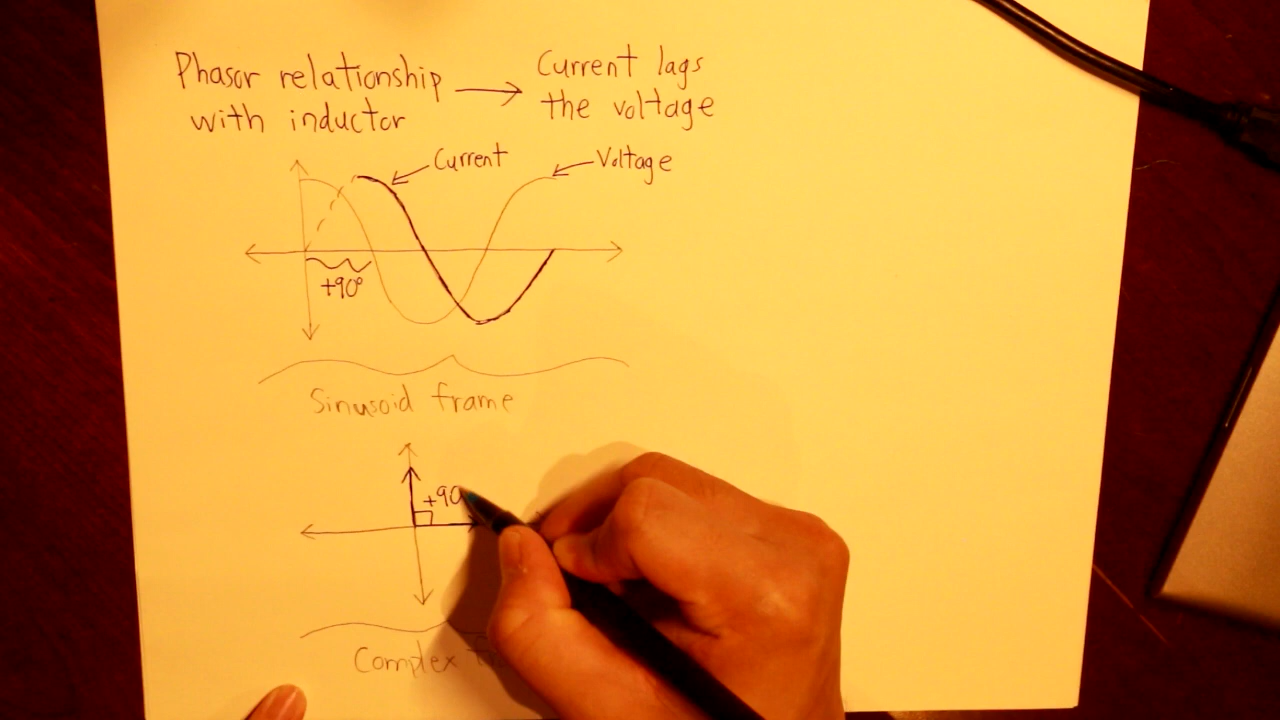 Phasor relationship
with inductor
Current lags
the voltage
Current
Voltage
+90°
Sinusoid frame
+90
Complex